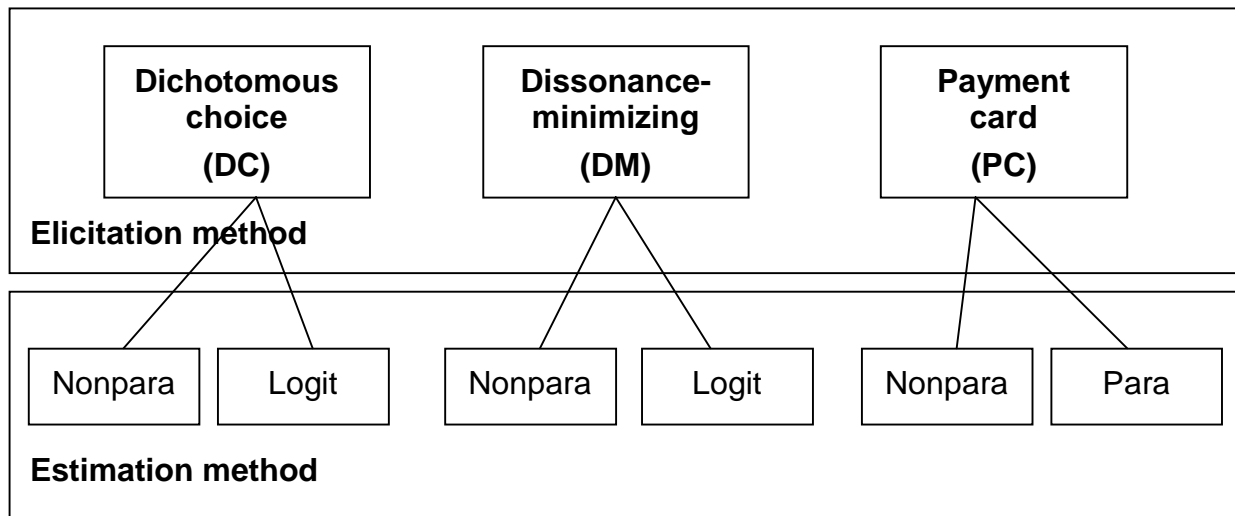 Dichotomous
choice
(DC)
Dissonance-
minimizing
(DM)
Payment
card
(PC)
Elicitation method
Nonpara
Logit
Nonpara
Logit
Nonpara
Para
Estimation method